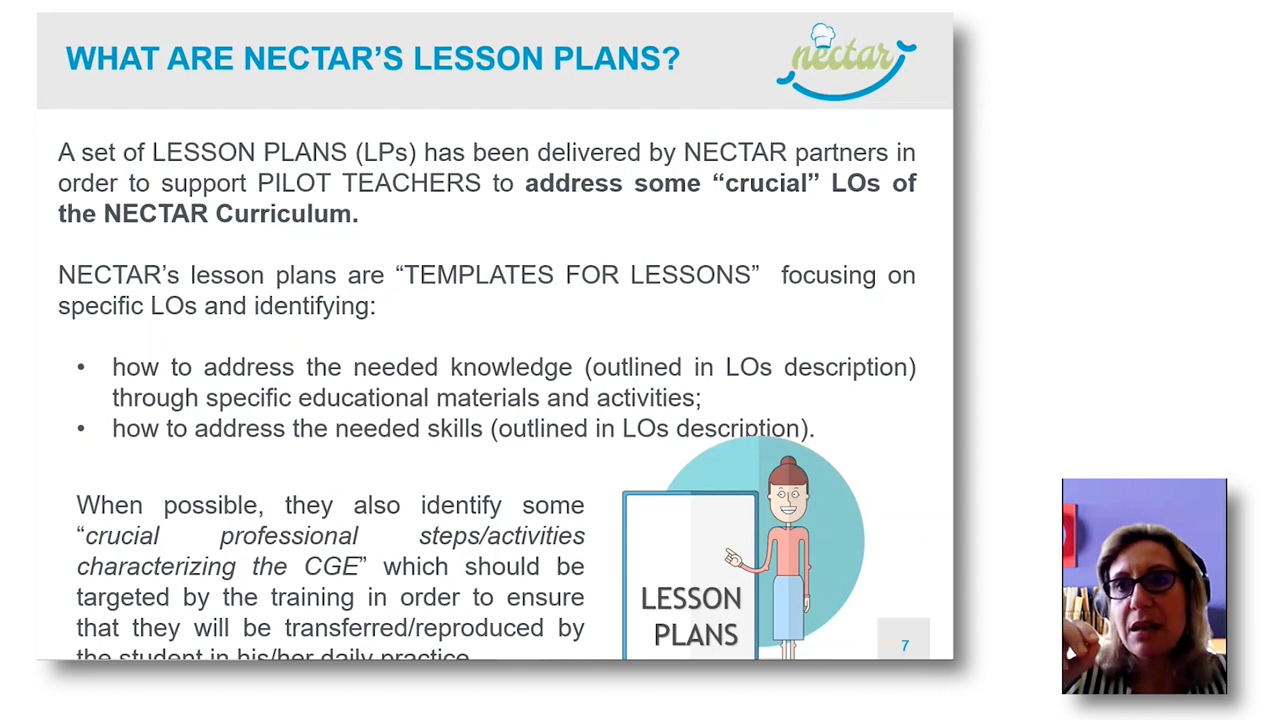 WHAT ARE NECTAR’S LESSON PLANS?
nectar
A set of LESSON PLANS (LPs) has been delivered by NECTAR partners in
order to support PILOT TEACHERS to address some “crucial” LOs of
the NECTAR Curriculum.
NECTAR’s lesson plans are “TEMPLATES FOR LESSONS” focusing on
specific LOs and identifying:
• how to address the needed knowledge (outlined in LOs description)
through specific educational materials and activities;
• how to address the needed skills (outlined in LOs description).
When possible, they also identify some
“crucial professional steps/activities
characterizing the CGE” which should be
targeted by the training in order to ensure
that they will be transferred/reproduced by
the student in his/her daily practice.
LESSON
PLANS
7